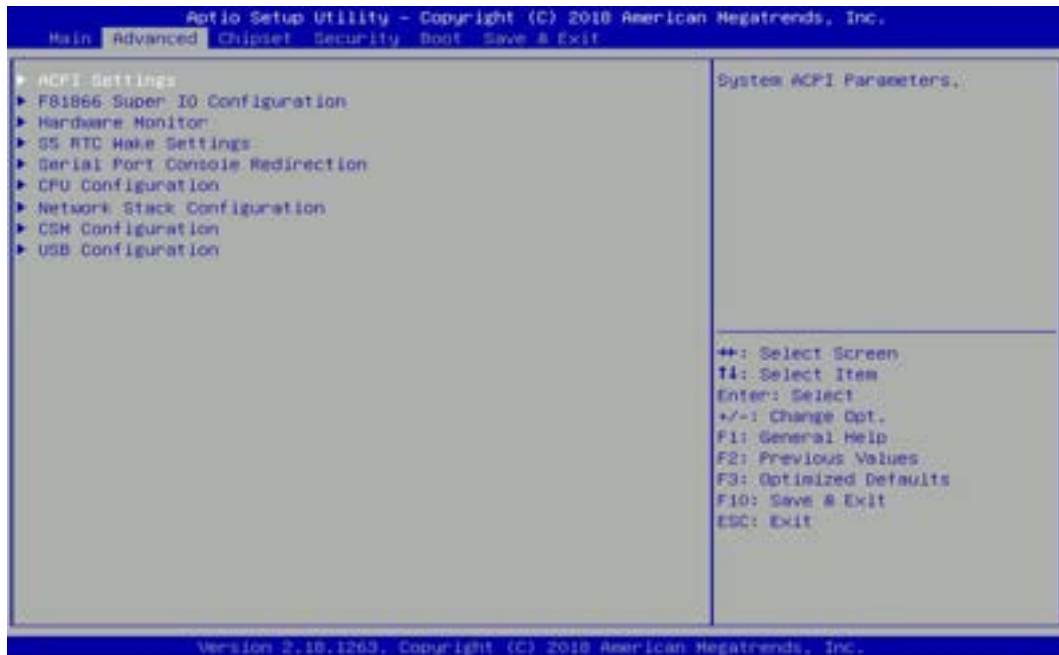 Aptio Setup Utility - Copyright (C) 2018 American Megatrends, Inc.
Main Advanced Chipset Security Boot Save & Exit
ACPI Settings
F81866 Super IO Configuration
Hardware Monitor
S5 RTC Wake Settings
Serial Port Console Redirection
CPU Configuration
Network Stack Configuration
CSM Configuration
USB Configuration
System ACPI Parameters.
→←: Select Screen
↑↓: Select Item
Enter: Select
+/-: Change Opt.
F1: General Help
F2: Previous Values
F3: Optimized Defaults
F10: Save & Exit
ESC: Exit
Version 2.18.1263. Copyright (C) 2018 American Megatrends, Inc.